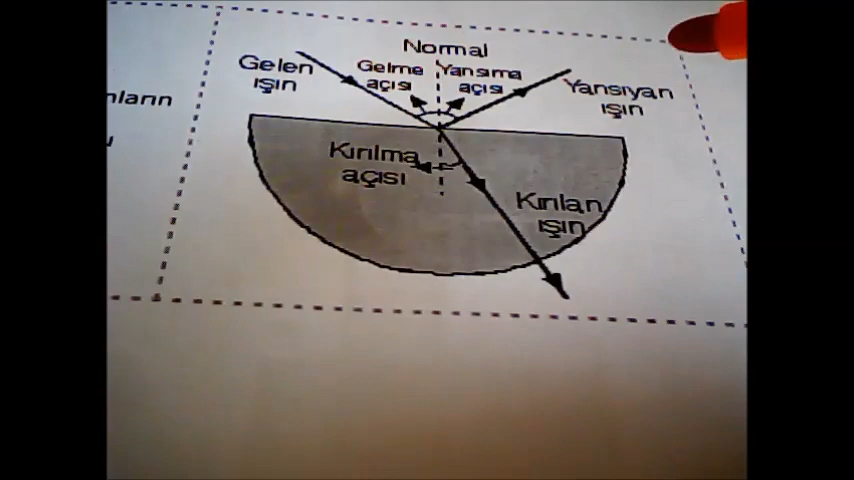 Normal
Gelen
ışın
Gelme
açısı
Yansıma
açısı
Yansıyan
ışın
nların
Kırılma
açısı
Kırılan
ışın